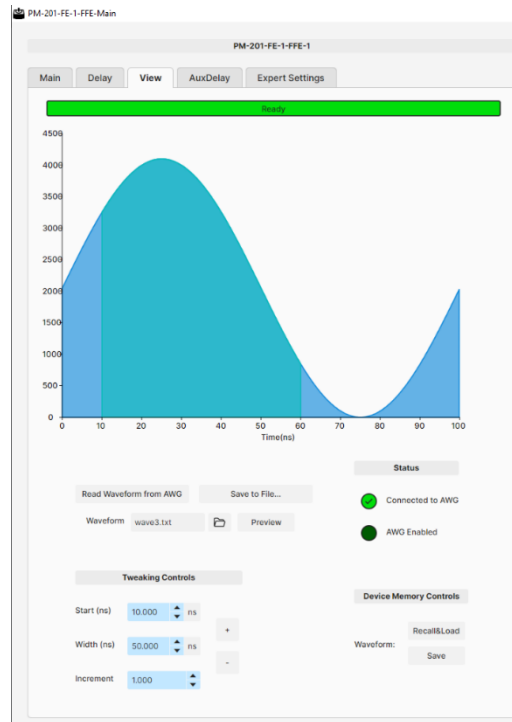 PM-201-FE-1-FFE-Main
PM-201-FE-1-FFE-1
Main Delay View AuxDelay Expert Settings
Ready
4500
4000
3500
3000
2500
2000
1500
1000
500
0
0 10 20 30 40 50 60 70 80 90 100
Time(ns)
Status
Read Waveform from AWG Save to File... Connected to AWG
Waveform wave3.txt Preview
AWG Enabled
Tweaking Controls
Device Memory Controls
Start (ns) 10.000 ns
+
Recall&Load
Width (ns) 50.000 ns
Waveform:
Save
-
Increment 1.000